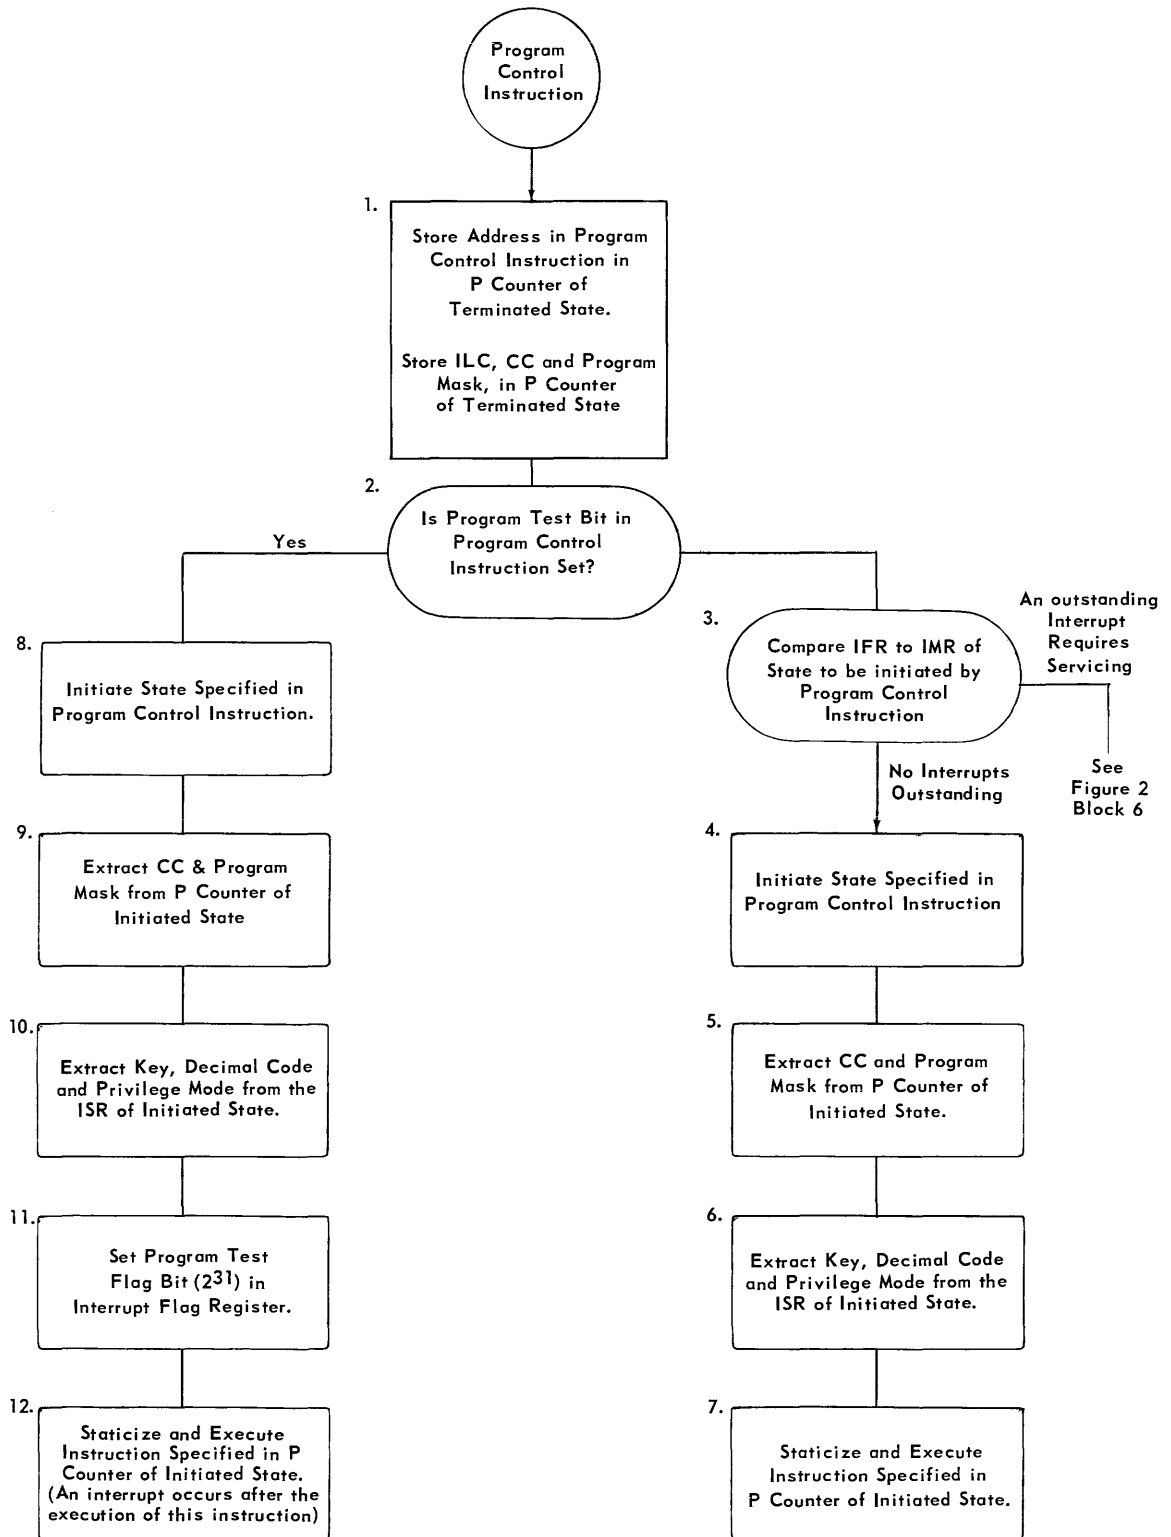 Program
Control
Instruction
1.
Store Address in Program
Control Instruction in
P Counter of
Terminated State.
Store ILC, CC and Program
Mask, in P Counter
of Terminated State
2.
Is Program Test Bit in
Program Control
Instruction Set?
Yes
3.
Compare IFR to IMR of
State to be initiated by
Program Control
Instruction
An outstanding
Interrupt
Requires
Servicing
See
Figure 2
Block 6
No Interrupts
Outstanding
8.
Initiate State Specified in
Program Control Instruction.
9.
Extract CC & Program
Mask from P Counter of
Initiated State
10.
Extract Key, Decimal Code
and Privilege Mode from the
ISR of Initiated State.
11.
Set Program Test
Flag Bit (2³¹) in
Interrupt Flag Register.
12.
Staticize and Execute
Instruction Specified in P
Counter of Initiated State.
(An interrupt occurs after the
execution of this instruction)
4.
Initiate State Specified in
Program Control Instruction
5.
Extract CC and Program
Mask from P Counter of
Initiated State.
6.
Extract Key, Decimal Code
and Privilege Mode from the
ISR of Initiated State.
7.
Staticize and Execute
Instruction Specified in
P Counter of Initiated State.